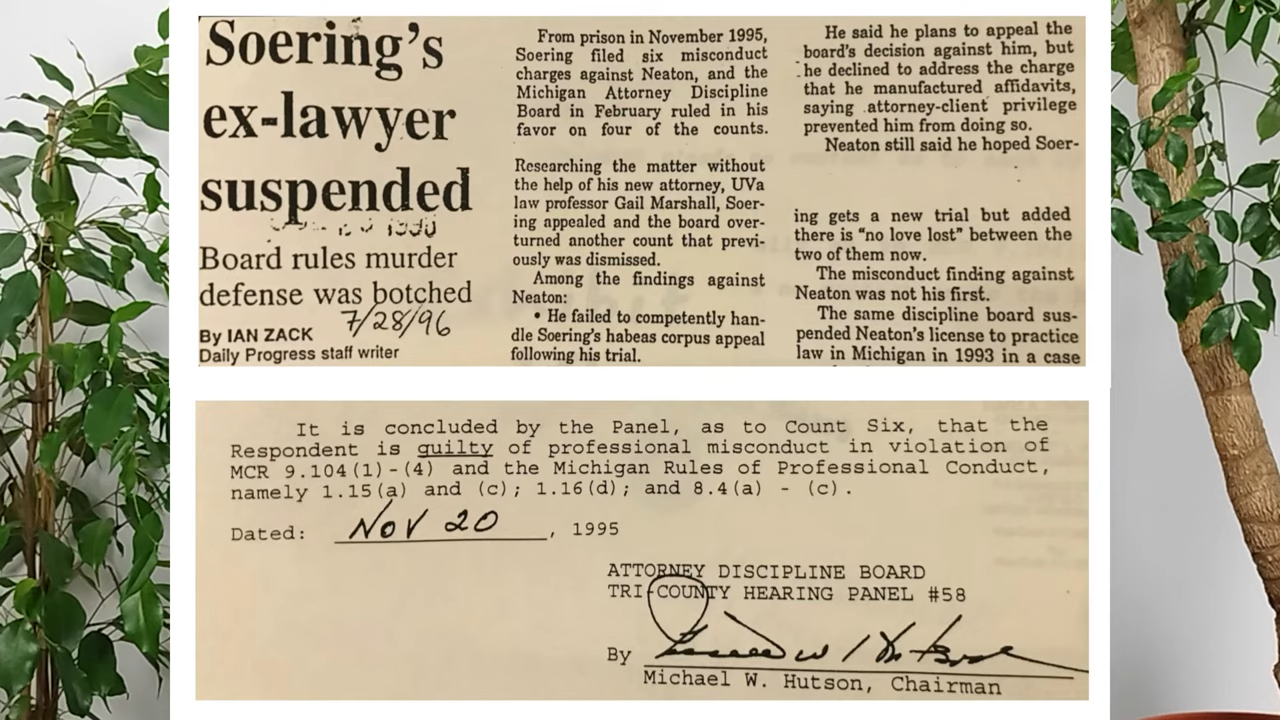 Soering's
ex-lawyer
suspended
Board rules murder
defense was botched
7/28/96
By IAN ZACK
Daily Progress staff writer
From prison in November 1995,
Soering filed six misconduct
charges against Neaton, and the
Michigan Attorney Discipline
Board in February ruled in his
favor on four of the counts.
Researching the matter without
the help of his new attorney, UVa
law professor Gail Marshall, Soer-
ing appealed and the board over-
turned another count that previ-
ously was dismissed.
Among the findings against
Neaton:
• He failed to competently han-
dle Soering's habeas corpus appeal
following his trial.
He said he plans to appeal the
board's decision against him, but
he declined to address the charge
that he manufactured affidavits,
saying attorney-client privilege
prevented him from doing so.
Neaton still said he hoped Soer-
ing gets a new trial but added
there is "no love lost" between the
two of them now.
The misconduct finding against
Neaton was not his first.
The same discipline board sus-
pended Neaton's license to practice
law in Michigan in 1993 in a case
It is concluded by the Panel, as to Count Six, that the
Respondent is guilty of professional misconduct in violation of
MCR 9.104(1)-(4) and the Michigan Rules of Professional Conduct,
namely 1.15(a) and (c); 1.16(d); and 8.4(a) - (c).
Dated: NOV 20, 1995
ATTORNEY DISCIPLINE BOARD
TRI-COUNTY HEARING PANEL #58
By
Michael W. Hutson, Chairman